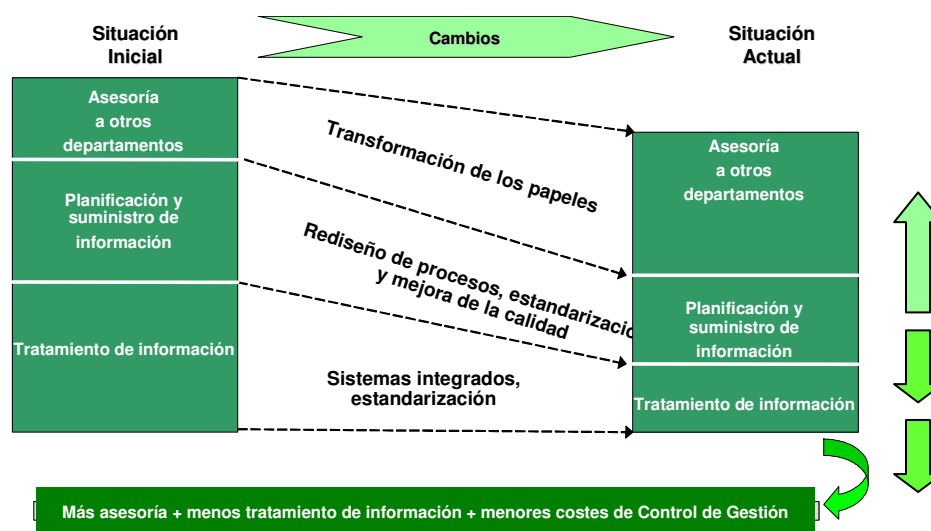 Situación
Inicial
Cambios
Situación
Actual
Asesoría
a otros
departamentos
Planificación y
suministro de
información
Tratamiento de información
Transformación de los papeles
Rediseño de procesos, estandarizació
y mejora de la calidad
Sistemas integrados,
estandarización
Asesoría
a otros
departamentos
Planificación y
suministro de
información
Tratamiento de información
Más asesoría + menos tratamiento de información + menores costes de Control de Gestión